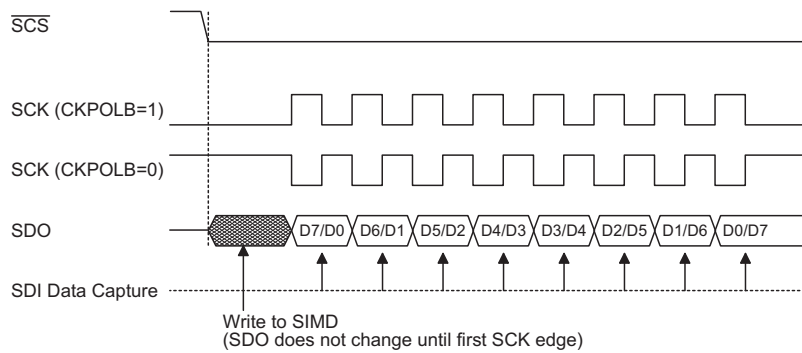 SCS
SCK (CKPOLB=1)
SCK (CKPOLB=0)
SDO
D7/D0 D6/D1 D5/D2 D4/D3 D3/D4 D2/D5 D1/D6 D0/D7
SDI Data Capture
Write to SIMD
(SDO does not change until first SCK edge)